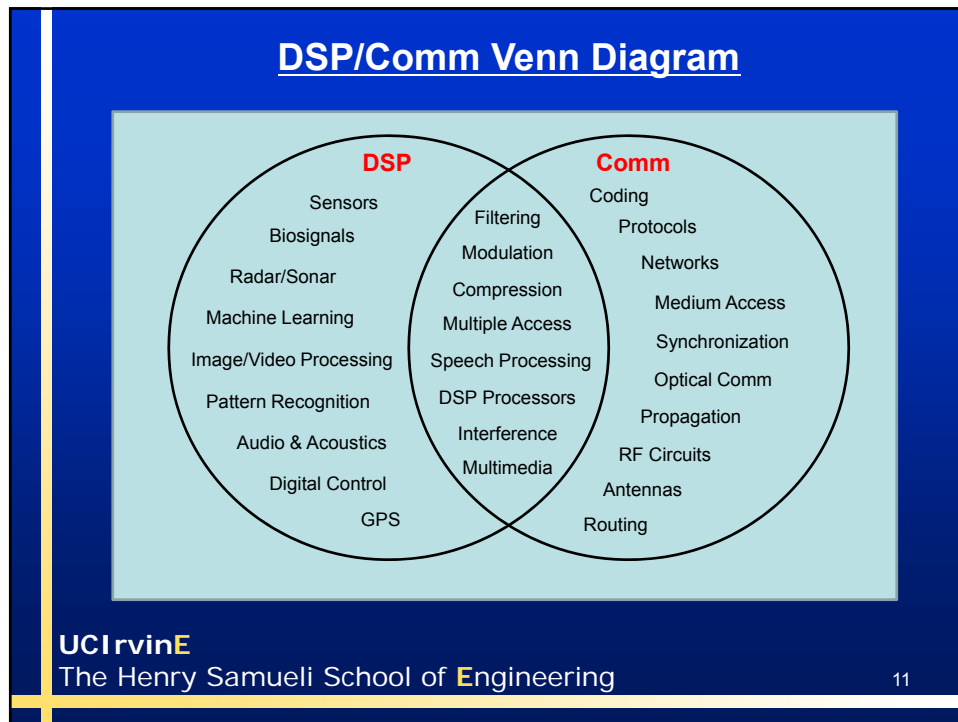 DSP/Comm Venn Diagram
DSP
Sensors
Biosignals
Radar/Sonar
Machine Learning
Image/Video Processing
Pattern Recognition
Audio & Acoustics
Digital Control
GPS
Filtering
Modulation
Compression
Multiple Access
Speech Processing
DSP Processors
Interference
Multimedia
Comm
Coding
Protocols
Networks
Medium Access
Synchronization
Optical Comm
Propagation
RF Circuits
Antennas
Routing
UCIrvinE
The Henry Samueli School of Engineering
11